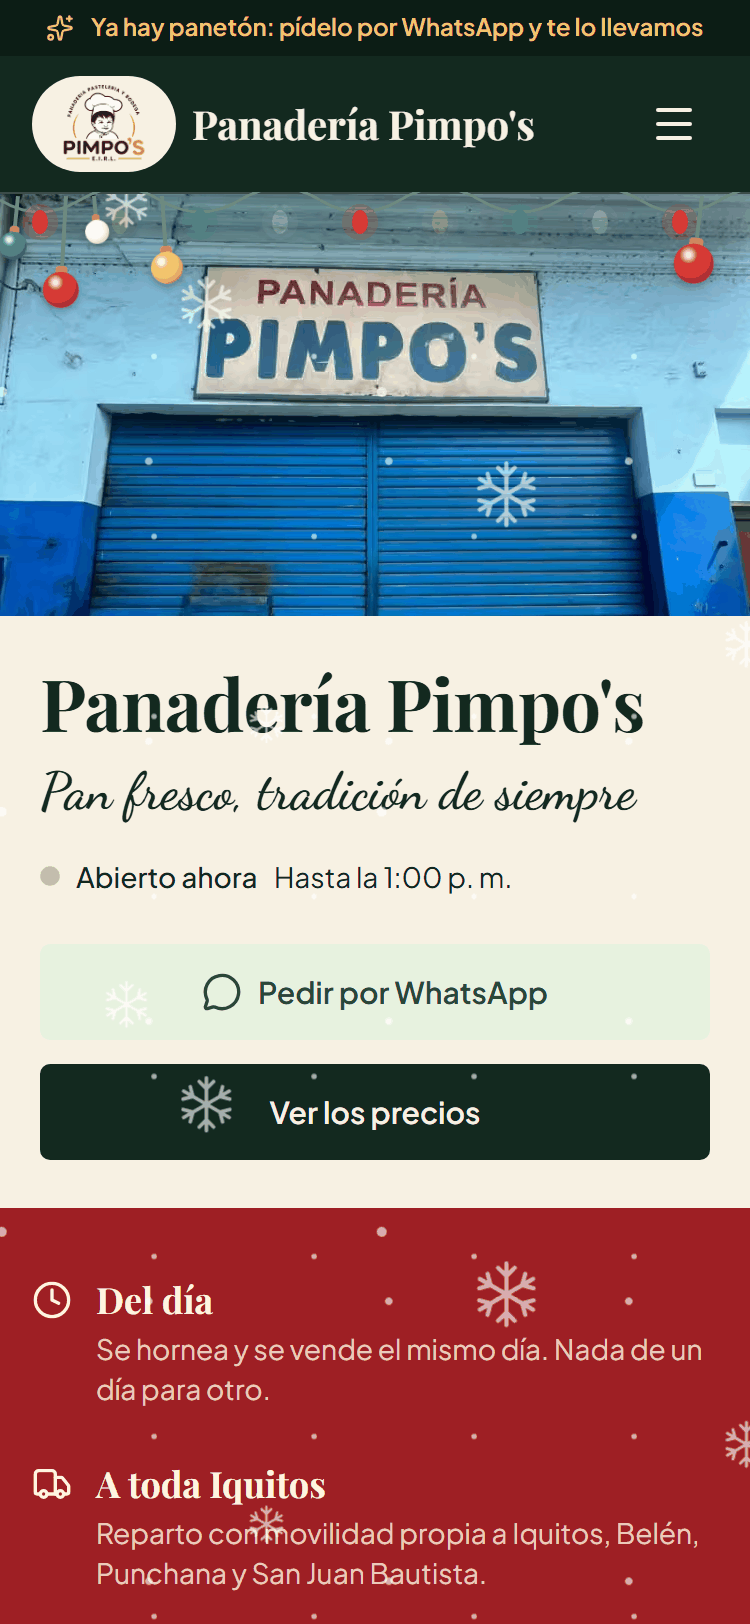 Ya hay panetón: pídelo por WhatsApp y te lo llevamos
PANADERÍA PASTELERÍA Y BODEGA
PIMPO'S
E.I.R.L.
Panadería Pimpo's
PANADERÍA
PIMPO'S
Panadería Pimpo's
Pan fresco, tradición de siempre
Abierto ahora Hasta la 1:00 p. m.
Pedir por WhatsApp
Ver los precios
Del día
Se hornea y se vende el mismo día. Nada de un
día para otro.
A toda Iquitos
Reparto con movilidad propia a Iquitos, Belén,
Punchana y San Juan Bautista.